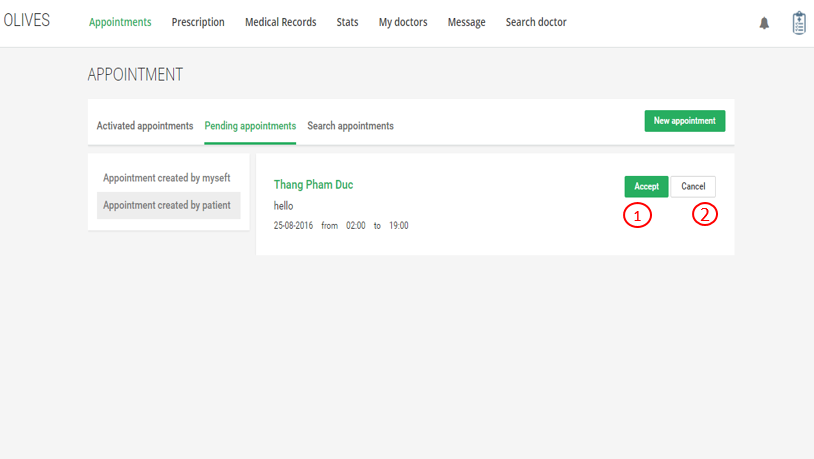 OLIVES Appointments Prescription Medical Records Stats My doctors Message Search doctor
APPOINTMENT
Activated appointments Pending appointments Search appointments New appointment
Appointment created by myseft
Appointment created by patient
Thang Pham Duc Accept Cancel
hello
1 2
25-08-2016 from 02:00 to 19:00